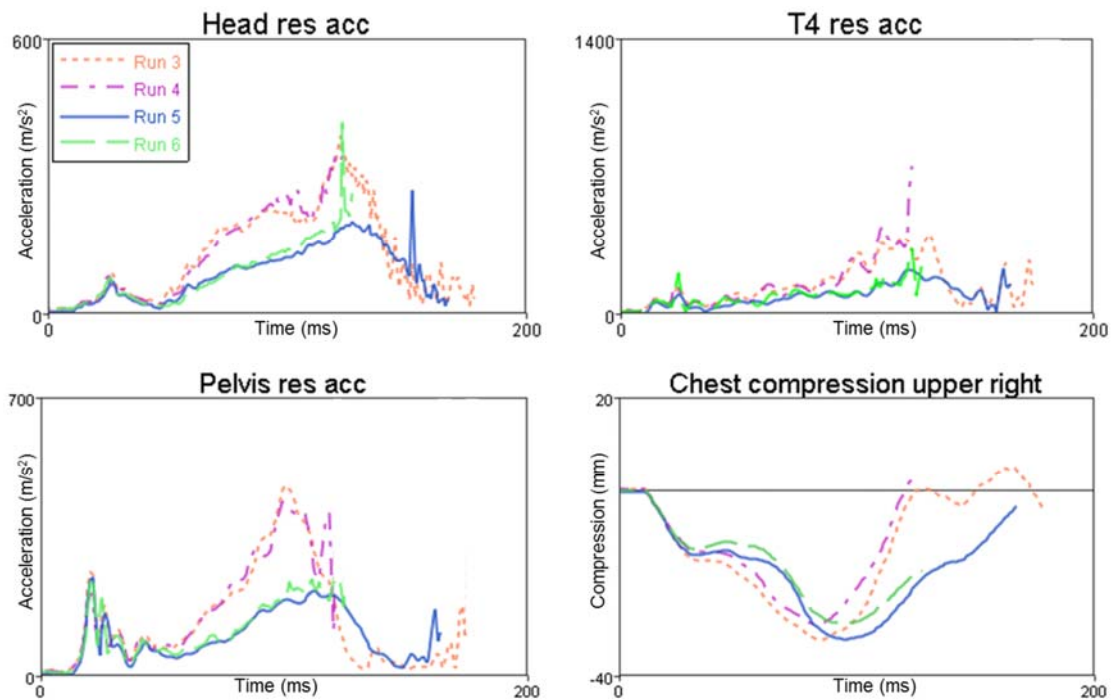 Head res acc
600
Acceleration (m/s²)
Run 3
Run 4
Run 5
Run 6
0
0
Time (ms)
200
T4 res acc
1400
Acceleration (m/s²)
0
0
Time (ms)
200
Pelvis res acc
700
Acceleration (m/s²)
0
0
Time (ms)
200
Chest compression upper right
20
Compression (mm)
-40
0
Time (ms)
200